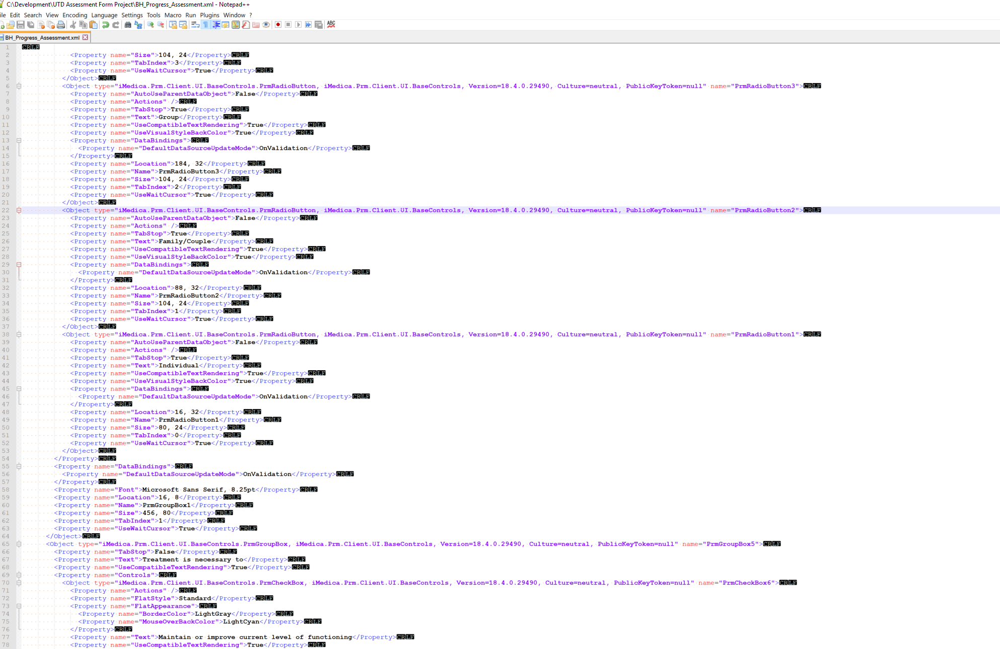 C:\Development\UTD Assessment Form Project\BH_Progress_Assessment.xml - Notepad++
ile Edit Search View Encoding Language Settings Tools Macro Run Plugins Window ?
ABC
BH_Progress_Assessment.xml
1 CRLF
2 <Property name="Size">104, 24</Property>CRLF
3 <Property name="TabIndex">3</Property>CRLF
4 <Property name="UseWaitCursor">True</Property>CRLF
5 </Object>CRLF
6 <Object type="iMedica.Prm.Client.UI.BaseControls.PrmRadioButton, iMedica.Prm.Client.UI.BaseControls, Version=18.4.0.29490, Culture=neutral, PublicKeyToken=null" name="PrmRadioButton3">CRLF
7 <Property name="AutoUseParentDataObject">False</Property>CRLF
8 <Property name="Actions" />CRLF
9 <Property name="TabStop">True</Property>CRLF
10 <Property name="Text">Group</Property>CRLF
11 <Property name="UseCompatibleTextRendering">True</Property>CRLF
12 <Property name="UseVisualStyleBackColor">True</Property>CRLF
13 <Property name="DataBindings">CRLF
14 <Property name="DefaultDataSourceUpdateMode">OnValidation</Property>CRLF
15 </Property>CRLF
16 <Property name="Location">184, 32</Property>CRLF
17 <Property name="Name">PrmRadioButton3</Property>CRLF
18 <Property name="Size">104, 24</Property>CRLF
19 <Property name="TabIndex">2</Property>CRLF
20 <Property name="UseWaitCursor">True</Property>CRLF
21 </Object>CRLF
22 <Object type="iMedica.Prm.Client.UI.BaseControls.PrmRadioButton, iMedica.Prm.Client.UI.BaseControls, Version=18.4.0.29490, Culture=neutral, PublicKeyToken=null" name="PrmRadioButton2">CRLF
23 <Property name="AutoUseParentDataObject">False</Property>CRLF
24 <Property name="Actions" />CRLF
25 <Property name="TabStop">True</Property>CRLF
26 <Property name="Text">Family/Couple</Property>CRLF
27 <Property name="UseCompatibleTextRendering">True</Property>CRLF
28 <Property name="UseVisualStyleBackColor">True</Property>CRLF
29 <Property name="DataBindings">CRLF
30 <Property name="DefaultDataSourceUpdateMode">OnValidation</Property>CRLF
31 </Property>CRLF
32 <Property name="Location">88, 32</Property>CRLF
33 <Property name="Name">PrmRadioButton2</Property>CRLF
34 <Property name="Size">104, 24</Property>CRLF
35 <Property name="TabIndex">1</Property>CRLF
36 <Property name="UseWaitCursor">True</Property>CRLF
37 </Object>CRLF
38 <Object type="iMedica.Prm.Client.UI.BaseControls.PrmRadioButton, iMedica.Prm.Client.UI.BaseControls, Version=18.4.0.29490, Culture=neutral, PublicKeyToken=null" name="PrmRadioButton1">CRLF
39 <Property name="AutoUseParentDataObject">False</Property>CRLF
40 <Property name="Actions" />CRLF
41 <Property name="TabStop">True</Property>CRLF
42 <Property name="Text">Individual</Property>CRLF
43 <Property name="UseCompatibleTextRendering">True</Property>CRLF
44 <Property name="UseVisualStyleBackColor">True</Property>CRLF
45 <Property name="DataBindings">CRLF
46 <Property name="DefaultDataSourceUpdateMode">OnValidation</Property>CRLF
47 </Property>CRLF
48 <Property name="Location">16, 32</Property>CRLF
49 <Property name="Name">PrmRadioButton1</Property>CRLF
50 <Property name="Size">80, 24</Property>CRLF
51 <Property name="TabIndex">0</Property>CRLF
52 <Property name="UseWaitCursor">True</Property>CRLF
53 </Object>CRLF
54 </Property>CRLF
55 <Property name="DataBindings">CRLF
56 <Property name="DefaultDataSourceUpdateMode">OnValidation</Property>CRLF
57 </Property>CRLF
58 <Property name="Font">Microsoft Sans Serif, 8.25pt</Property>CRLF
59 <Property name="Location">16, 8</Property>CRLF
60 <Property name="Name">PrmGroupBox1</Property>CRLF
61 <Property name="Size">456, 80</Property>CRLF
62 <Property name="TabIndex">1</Property>CRLF
63 <Property name="UseWaitCursor">True</Property>CRLF
64 </Object>CRLF
65 <Object type="iMedica.Prm.Client.UI.BaseControls.PrmGroupBox, iMedica.Prm.Client.UI.BaseControls, Version=18.4.0.29490, Culture=neutral, PublicKeyToken=null" name="PrmGroupBox5">CRLF
66 <Property name="TabStop">False</Property>CRLF
67 <Property name="Text">Treatment is necessary to</Property>CRLF
68 <Property name="UseCompatibleTextRendering">True</Property>CRLF
69 <Property name="Controls">CRLF
70 <Object type="iMedica.Prm.Client.UI.BaseControls.PrmCheckBox, iMedica.Prm.Client.UI.BaseControls, Version=18.4.0.29490, Culture=neutral, PublicKeyToken=null" name="PrmCheckBox6">CRLF
71 <Property name="Actions" />CRLF
72 <Property name="FlatStyle">Standard</Property>CRLF
73 <Property name="FlatAppearance">CRLF
74 <Property name="BorderColor">LightGray</Property>CRLF
75 <Property name="MouseOverBackColor">LightCyan</Property>CRLF
76 </Property>CRLF
77 <Property name="Text">Maintain or improve current level of functioning</Property>CRLF
78 <Property name="UseCompatibleTextRendering">True</Property>CRLF